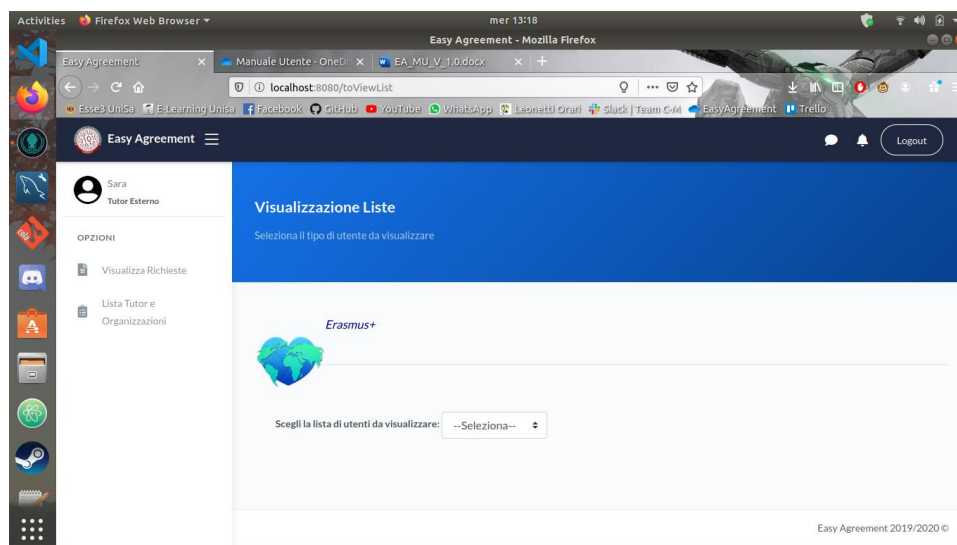 Activities Firefox Web Browser mer 13:18
Easy Agreement - Mozilla Firefox
Easy Agreement Manuale Utente - OneDr EA_MU_V_1.0.docx
localhost:8080/toViewList
Esse3 UniSa E-Learning Unisa Facebook GitHub YouTube WhatsApp Leonetti Orari Slack | Team C-M EasyAgreement Trello
Easy Agreement Logout
Sara
Tutor Esterno
OPZIONI
Visualizza Richieste
Lista Tutor e
Organizzazioni
Visualizzazione Liste
Seleziona il tipo di utente da visualizzare
Erasmus+
Scegli la lista di utenti da visualizzare: --Seleziona--
Easy Agreement 2019/2020 ©